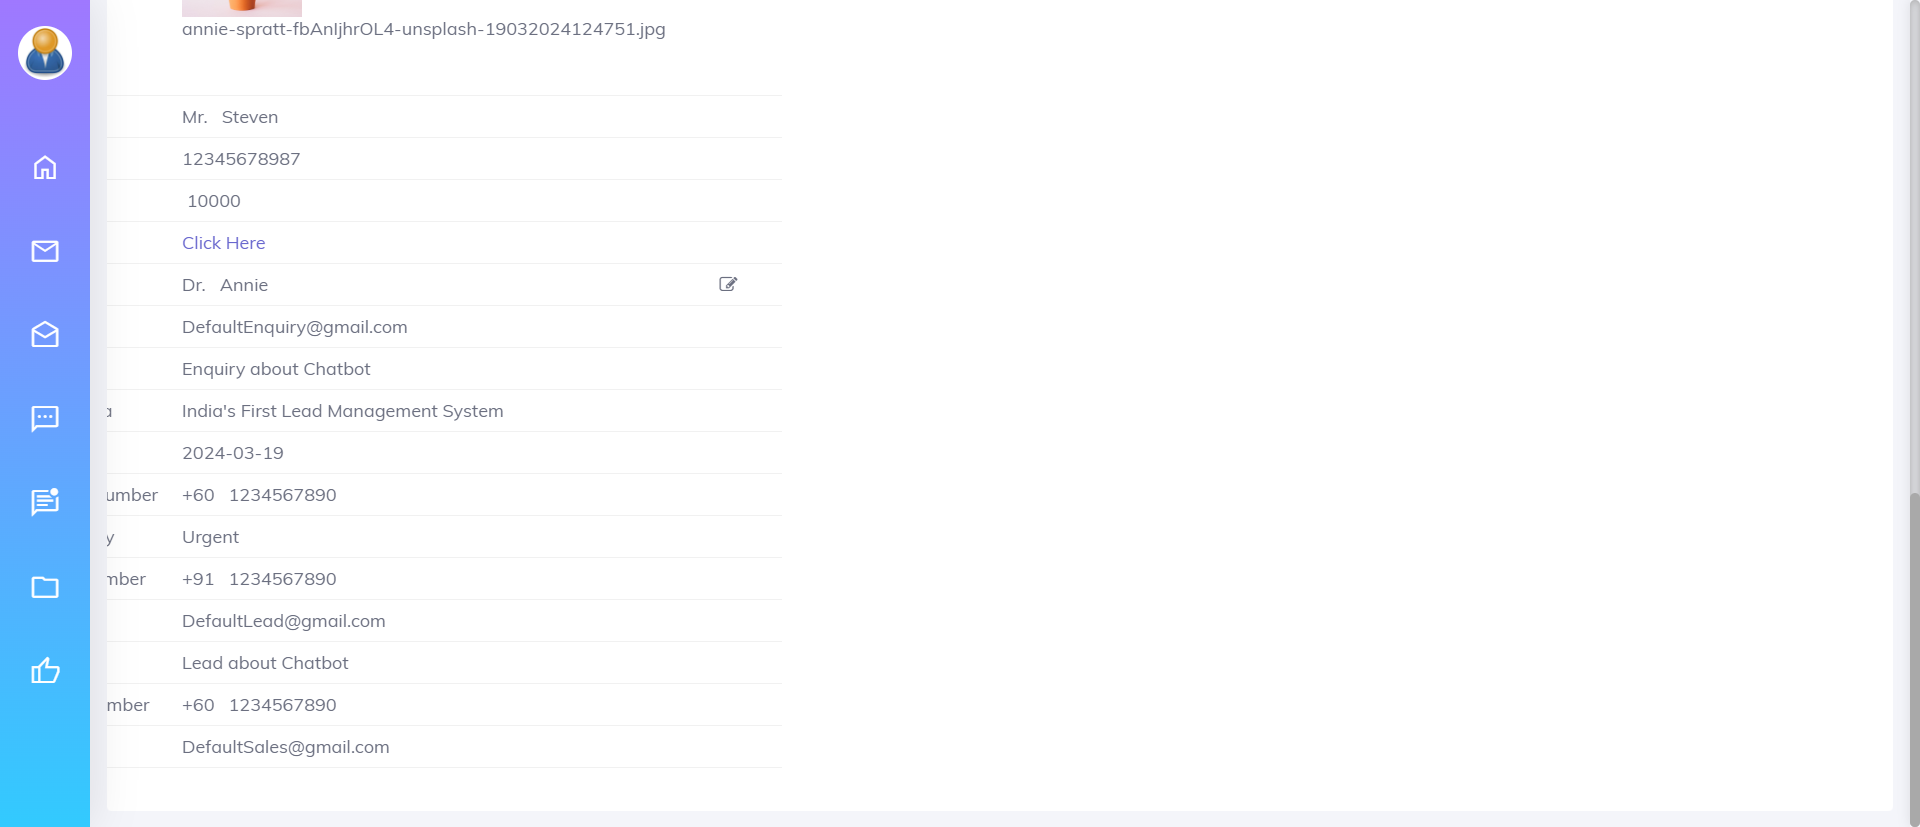 annie-spratt-fbAnIjhrOL4-unsplash-19032024124751.jpg
Mr. Steven
12345678987
10000
Click Here
Dr. Annie
DefaultEnquiry@gmail.com
Enquiry about Chatbot
a India's First Lead Management System
2024-03-19
umber +60 1234567890
y Urgent
mber +91 1234567890
DefaultLead@gmail.com
Lead about Chatbot
mber +60 1234567890
DefaultSales@gmail.com